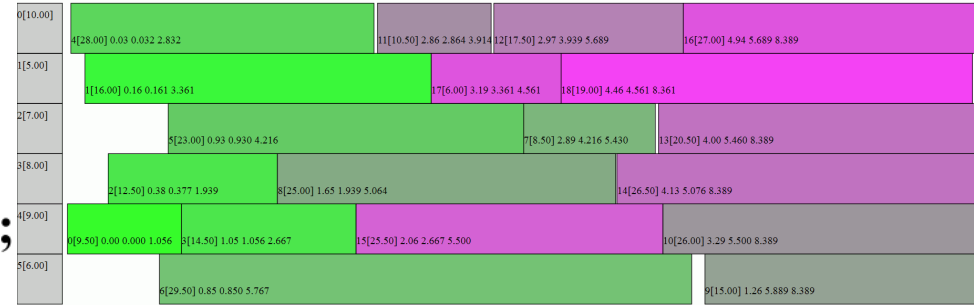 0[10.00]
4[28.00] 0.03 0.032 2.832
11[10.50] 2.86 2.864 3.914
12[17.50] 2.97 3.939 5.689
16[27.00] 4.94 5.689 8.389
1[5.00]
1[16.00] 0.16 0.161 3.361
17[6.00] 3.19 3.361 4.561
18[19.00] 4.46 4.561 8.361
2[7.00]
5[23.00] 0.93 0.930 4.216
7[8.50] 2.89 4.216 5.430
13[20.50] 4.00 5.460 8.389
3[8.00]
2[12.50] 0.38 0.377 1.939
8[25.00] 1.65 1.939 5.064
14[26.50] 4.13 5.076 8.389
4[9.00]
;
0[9.50] 0.00 0.000 1.056
3[14.50] 1.05 1.056 2.667
15[25.50] 2.06 2.667 5.500
10[26.00] 3.29 5.500 8.389
5[6.00]
6[29.50] 0.85 0.850 5.767
9[15.00] 1.26 5.889 8.389